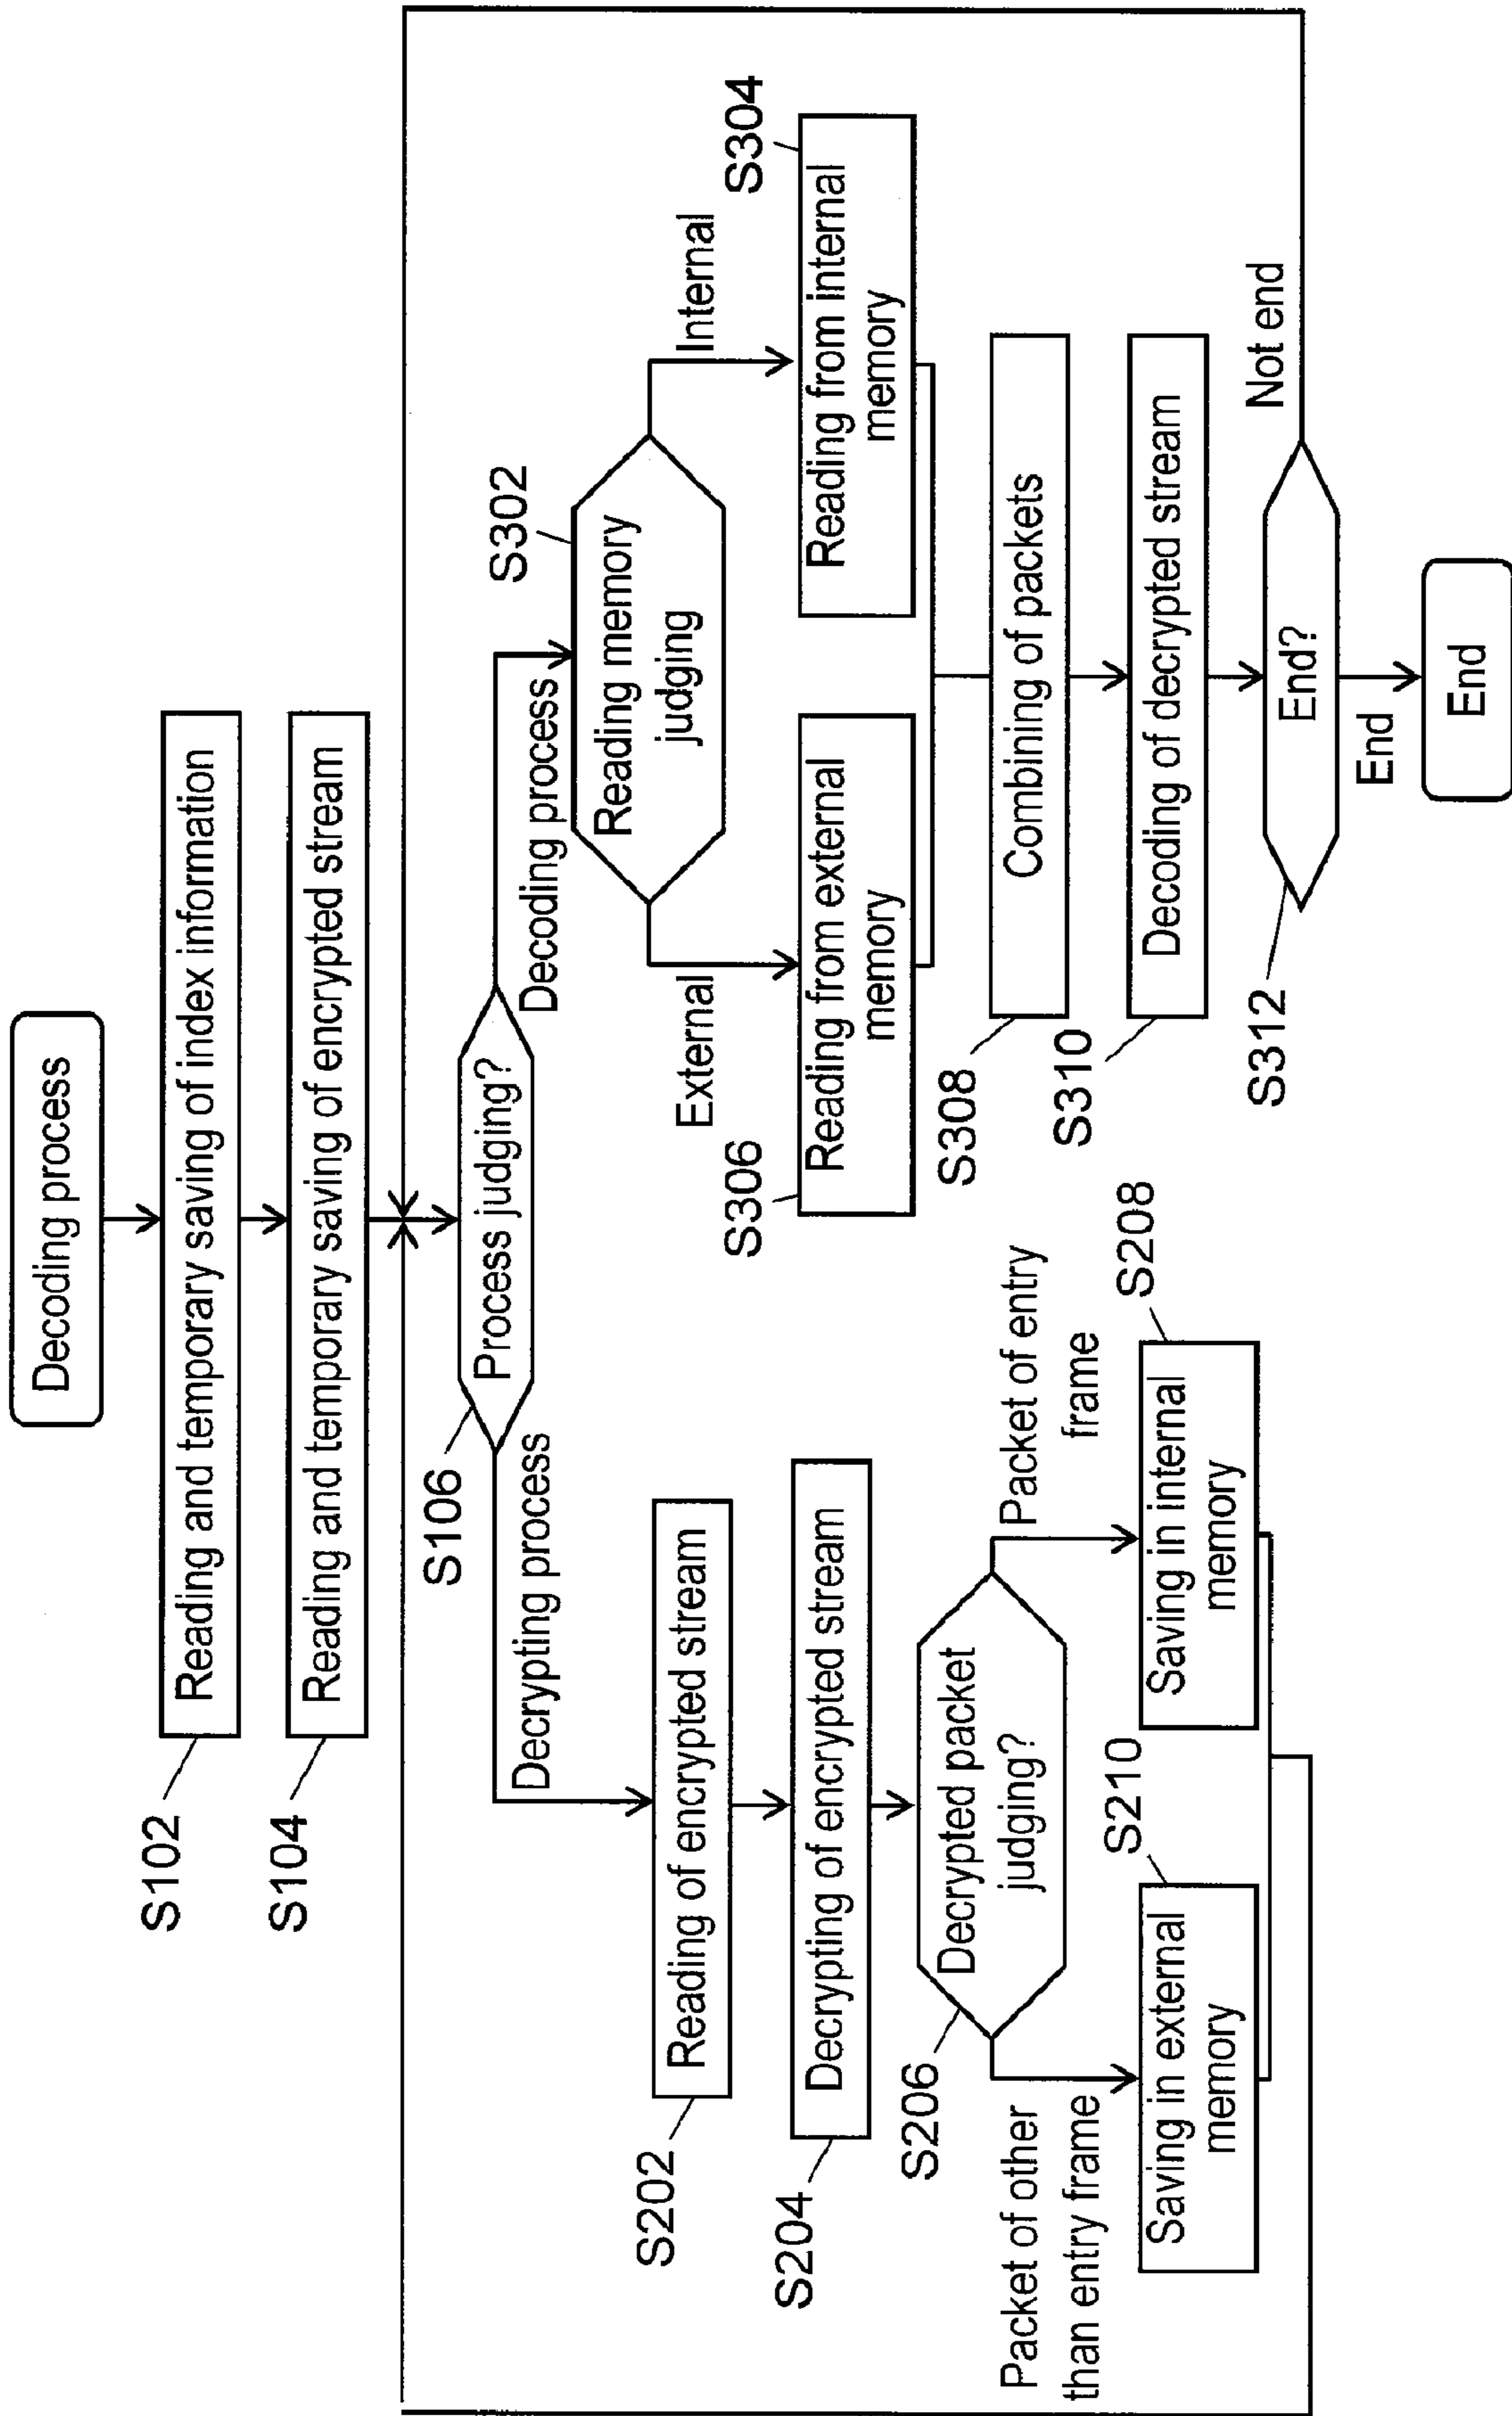 Decoding process
S102
Reading and temporary saving of index information
S104
Reading and temporary saving of encrypted stream
S106
Process judging?
Decrypting process
Decoding process
S202
Reading of encrypted stream
S204
Decrypting of encrypted stream
S206
Decrypted packet
judging?
Packet of other
than entry frame
Packet of entry
frame
S210
Saving in external
memory
S208
Saving in internal
memory
S302
Reading memory
judging
External
Internal
S306
Reading from external
memory
S304
Reading from internal
memory
S308
Combining of packets
S310
Decoding of decrypted stream
S312
End?
Not end
End
End